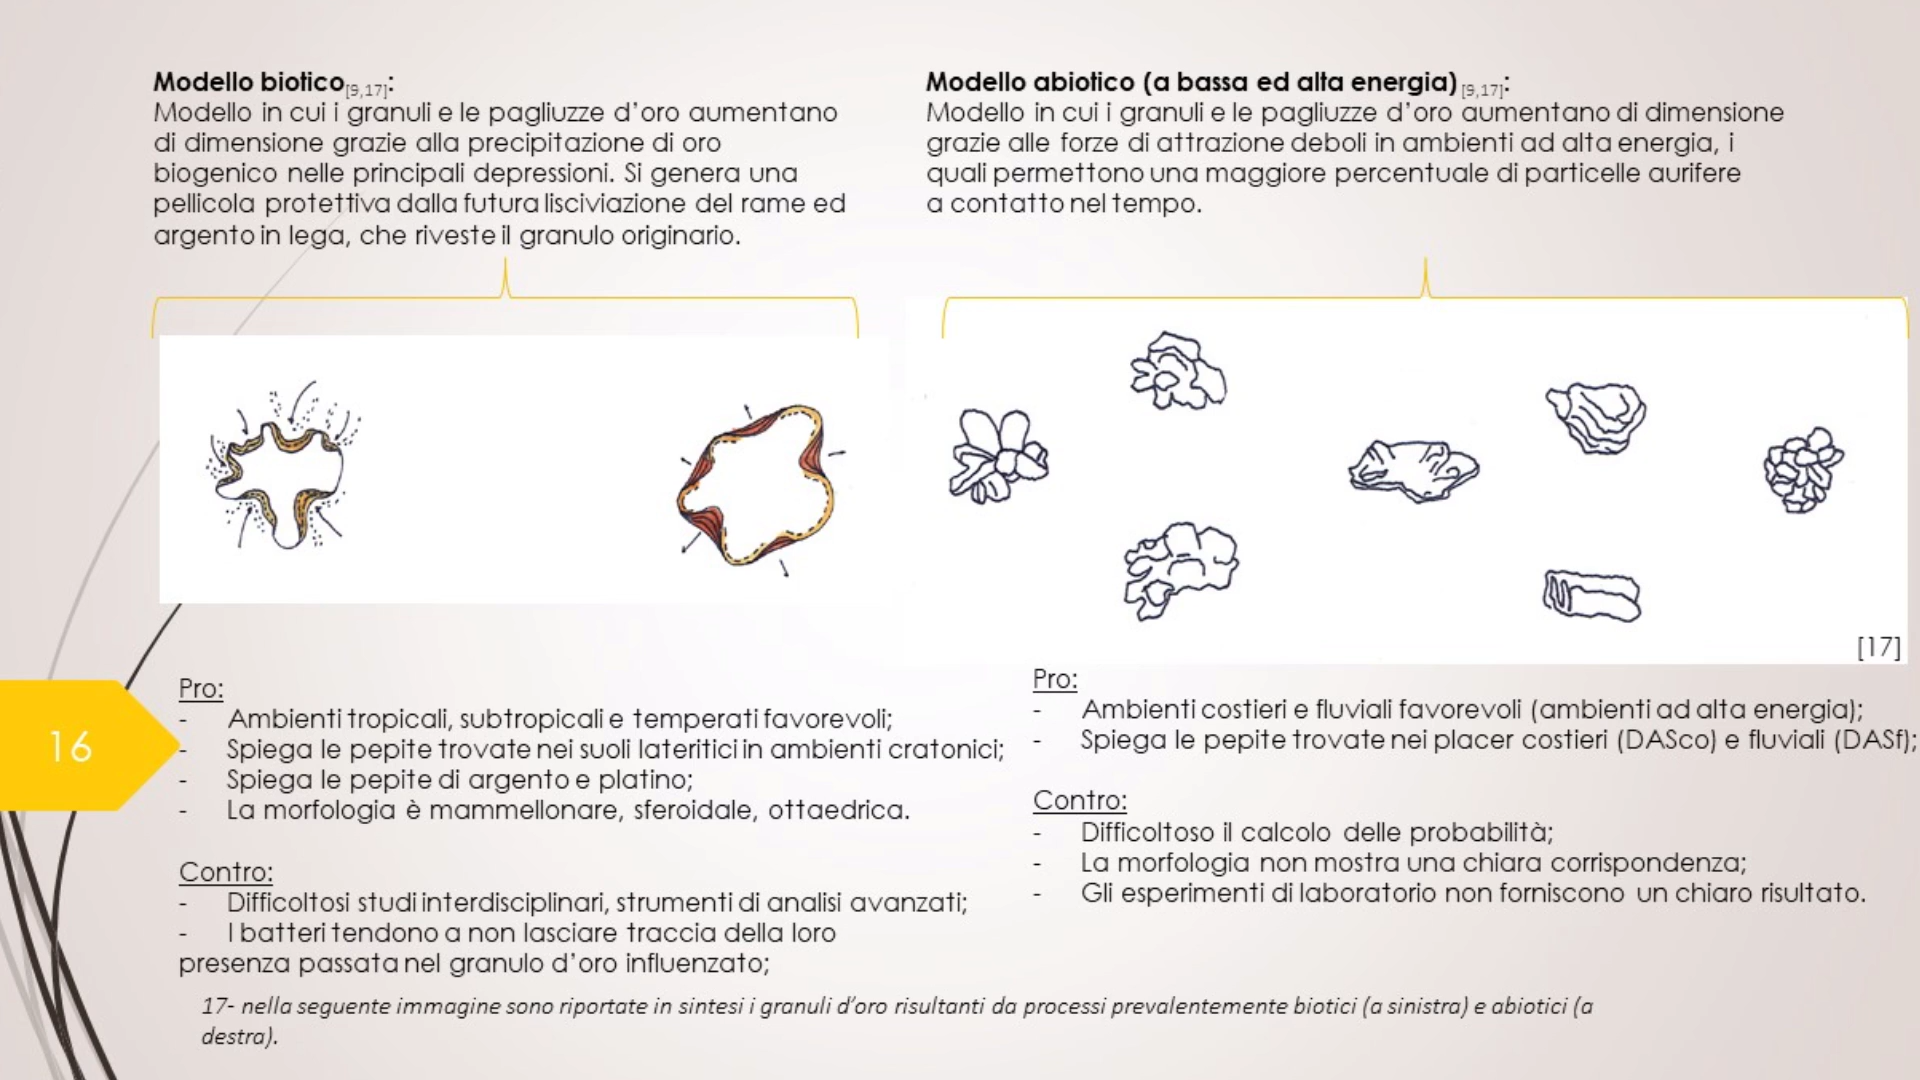 Modello biotico[9,17]:
Modello in cui i granuli e le pagliuzze d'oro aumentano
di dimensione grazie alla precipitazione di oro
biogenico nelle principali depressioni. Si genera una
pellicola protettiva dalla futura lisciviazione del rame ed
argento in lega, che riveste il granulo originario.
Modello abiotico (a bassa ed alta energia) [9,17]:
Modello in cui i granuli e le pagliuzze d'oro aumentano di dimensione
grazie alle forze di attrazione deboli in ambienti ad alta energia, i
quali permettono una maggiore percentuale di particelle aurifere
a contatto nel tempo.
[17]
Pro:
- Ambienti tropicali, subtropicali e temperati favorevoli;
- Spiega le pepite trovate nei suoli lateritici in ambienti cratonici;
- Spiega le pepite di argento e platino;
- La morfologia è mammellonare, sferoidale, ottaedrica.
Contro:
- Difficoltosi studi interdisciplinari, strumenti di analisi avanzati;
- I batteri tendono a non lasciare traccia della loro
presenza passata nel granulo d'oro influenzato;
Pro:
- Ambienti costieri e fluviali favorevoli (ambienti ad alta energia);
- Spiega le pepite trovate nei placer costieri (DASco) e fluviali (DASf);
Contro:
- Difficoltoso il calcolo delle probabilità;
- La morfologia non mostra una chiara corrispondenza;
- Gli esperimenti di laboratorio non forniscono un chiaro risultato.
16
17- nella seguente immagine sono riportate in sintesi i granuli d'oro risultanti da processi prevalentemente biotici (a sinistra) e abiotici (a
destra).